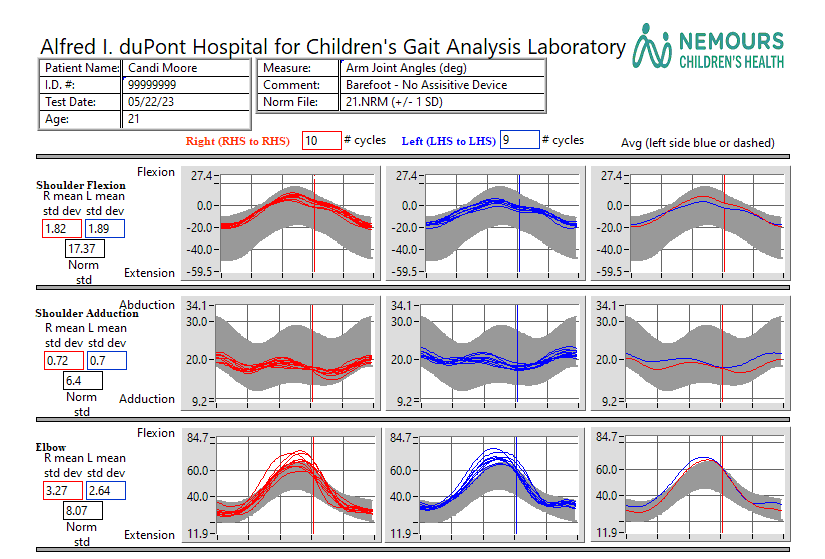 Alfred I. duPont Hospital for Children's Gait Analysis Laboratory
NEMOURS
CHILDREN'S HEALTH
Patient Name: Candi Moore
I.D. #: 99999999
Test Date: 05/22/23
Age: 21
Measure: Arm Joint Angles (deg)
Comment: Barefoot - No Assisitive Device
Norm File: 21.NRM (+/- 1 SD)
Right (RHS to RHS) 10 # cycles Left (LHS to LHS) 9 # cycles Avg (left side blue or dashed)
Flexion
Shoulder Flexion
R mean L mean
std dev std dev
1.82 1.89
17.37
Norm
std
Extension
27.4 0.0 -20.0 -40.0 -59.5
27.4 0.0 -20.0 -40.0 -59.5
27.4 0.0 -20.0 -40.0 -59.5
Abduction
Shoulder Adduction
R mean L mean
std dev std dev
0.72 0.7
6.4
Norm
std
Adduction
34.1 30.0 20.0 9.2
34.1 30.0 20.0 9.2
34.1 30.0 20.0 9.2
Flexion
Elbow
R mean L mean
std dev std dev
3.27 2.64
8.07
Norm
std
Extension
84.7 60.0 40.0 11.9
84.7 60.0 40.0 11.9
84.7 60.0 40.0 11.9